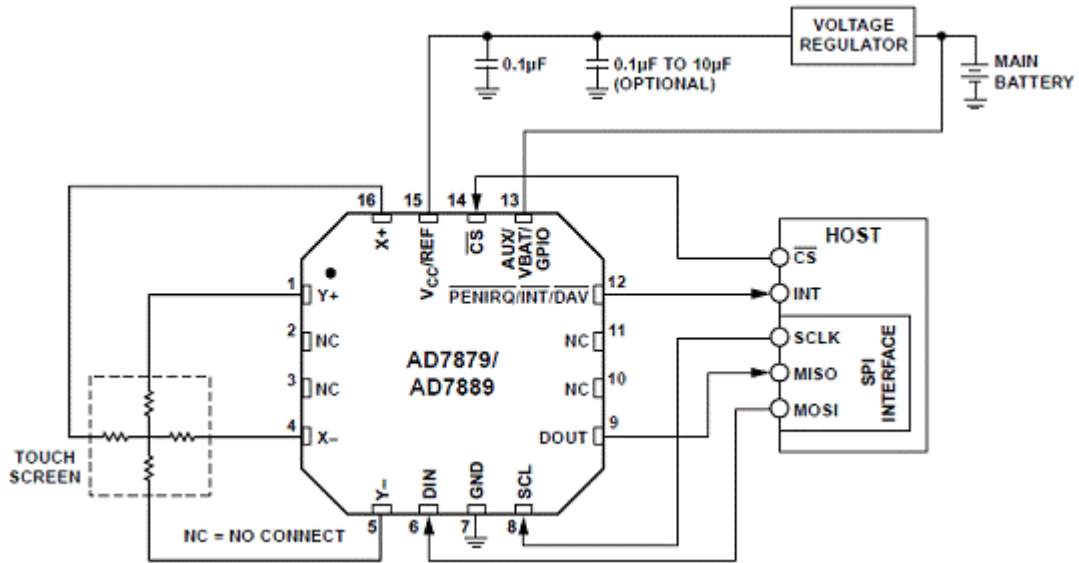 VOLTAGE
REGULATOR
0.1µF
0.1µF TO 10µF
(OPTIONAL)
MAIN
BATTERY
16
15
14
13
X+
VCC/REF
CS
AUX/
VBAT/
GPIO
HOST
CS
INT
SCLK
MISO
MOSI
SPI
INTERFACE
1
Y+
2
NC
3
NC
4
X–
PENIRQ/INT/DAV
12
NC
11
NC
10
DOUT
9
AD7879/
AD7889
TOUCH
SCREEN
Y–
DIN
GND
SCL
5
6
7
8
NC = NO CONNECT